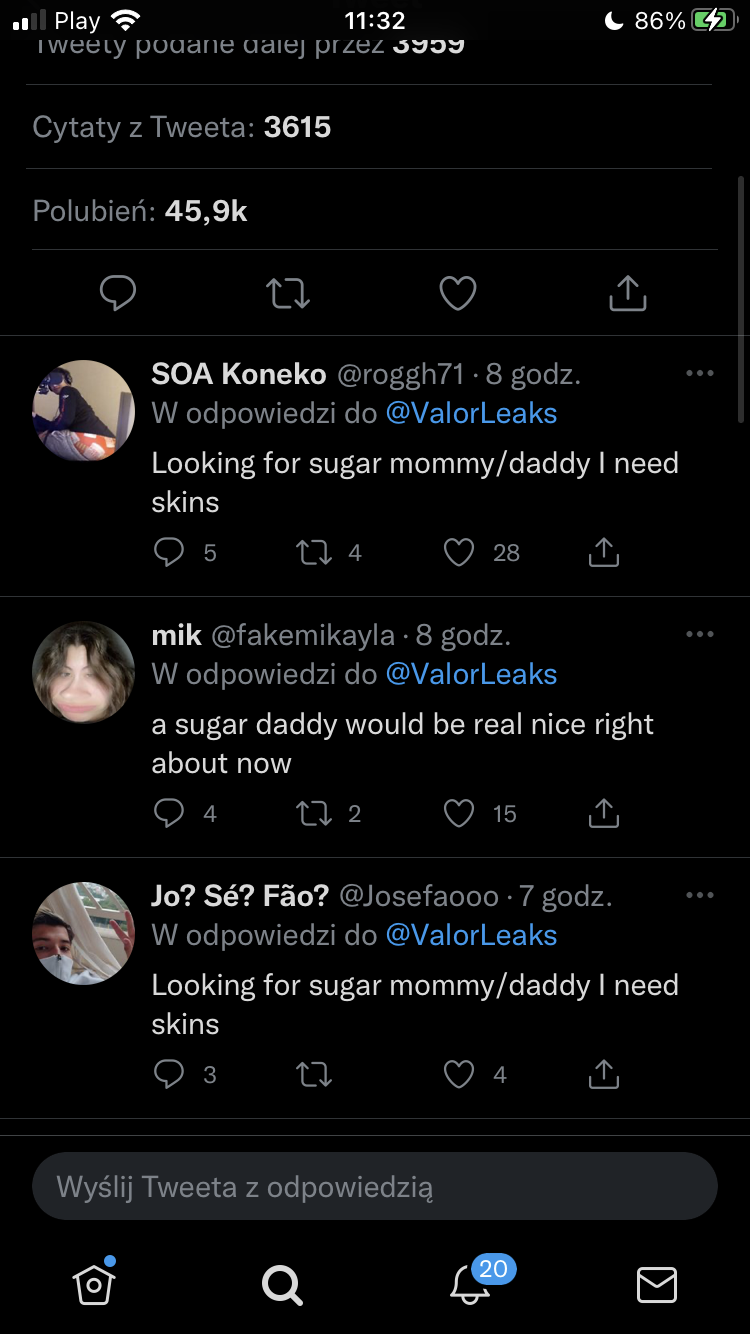 Play 11:32 86%
Tweety podane dalej przez 3959
Cytaty z Tweeta: 3615
Polubień: 45,9k
SOA Koneko @roggh71 · 8 godz.
W odpowiedzi do @ValorLeaks
Looking for sugar mommy/daddy I need
skins
5 4 28
mik @fakemikayla · 8 godz.
W odpowiedzi do @ValorLeaks
a sugar daddy would be real nice right
about now
4 2 15
Jo? Sé? Fão? @Josefaooo · 7 godz.
W odpowiedzi do @ValorLeaks
Looking for sugar mommy/daddy I need
skins
3 4
Wyślij Tweeta z odpowiedzią
20